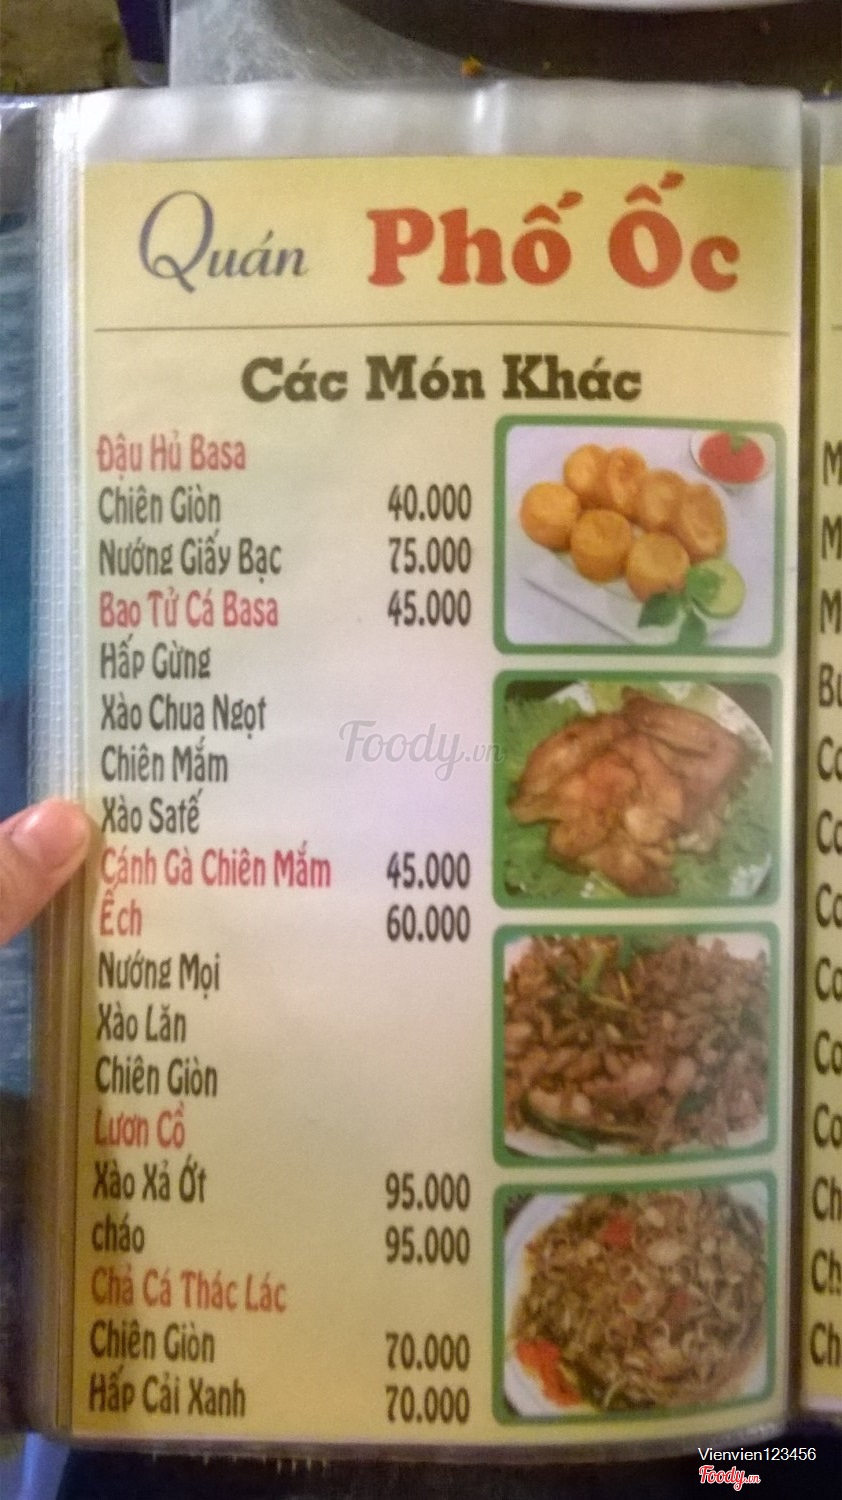 Quán Phố Ốc
Các Món Khác
Đậu Hủ Basa
Chiên Giòn 40.000
Nướng Giấy Bạc 75.000
Bao Tử Cá Basa 45.000
Hấp Gừng
Xào Chua Ngọt
Chiên Mắm
Xào Satế
Cánh Gà Chiên Mắm 45.000
Ếch 60.000
Nướng Mọi
Xào Lăn
Chiên Giòn
Lươn Cồ
Xào Xả Ớt 95.000
cháo 95.000
Chả Cá Thác Lác
Chiên Giòn 70.000
Hấp Cải Xanh 70.000
Foody.vn
Vienvien123456
Foody.vn